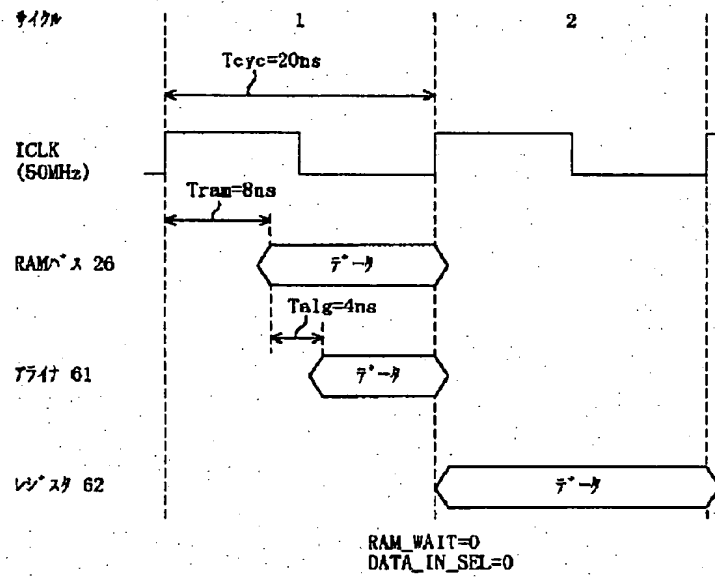 サイクル 1 2
Tcyc=20ns
ICLK
(50MHz)
Tram=8ns
RAMバス 26 データ
Talg=4ns
アライナ 61 データ
レジスタ 62 データ
RAM_WAIT=0
DATA_IN_SEL=0